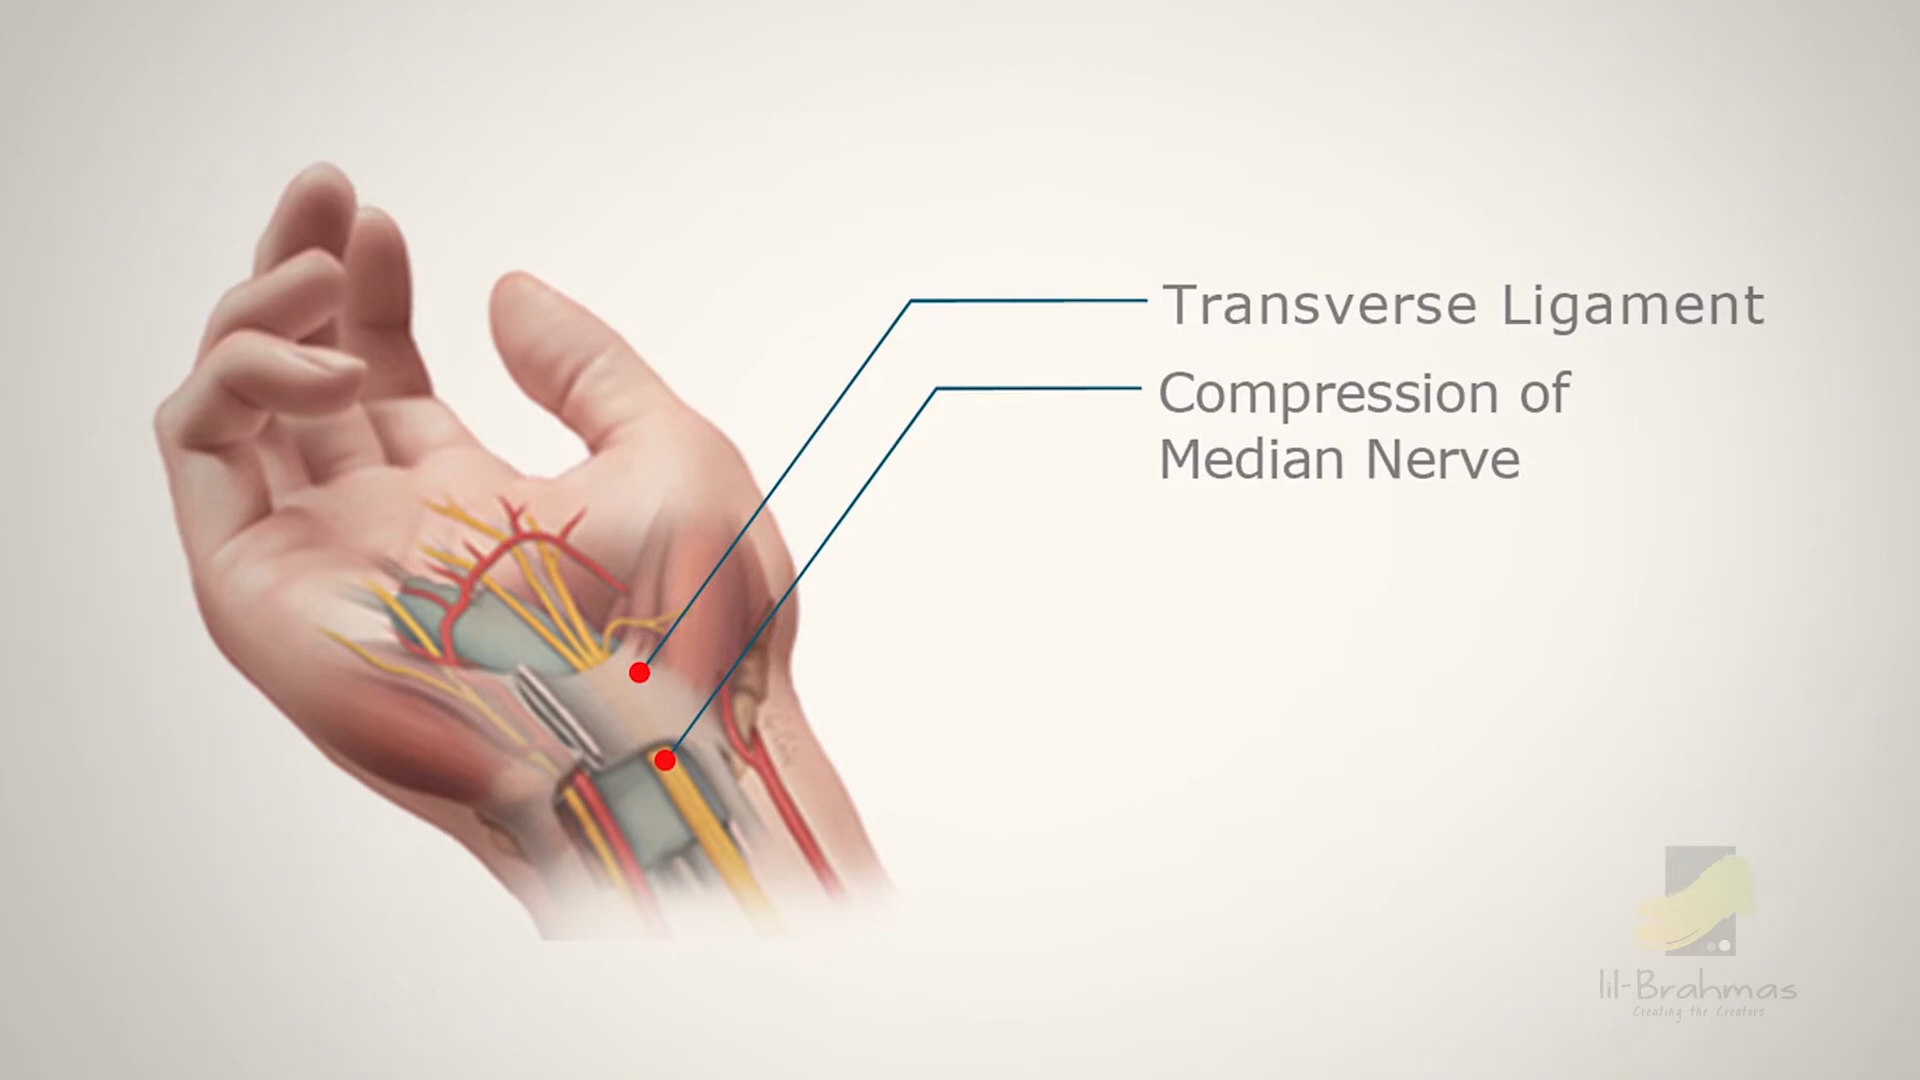 Transverse Ligament
Compression of
Median Nerve
lil-Brahmas
Creating the Creators